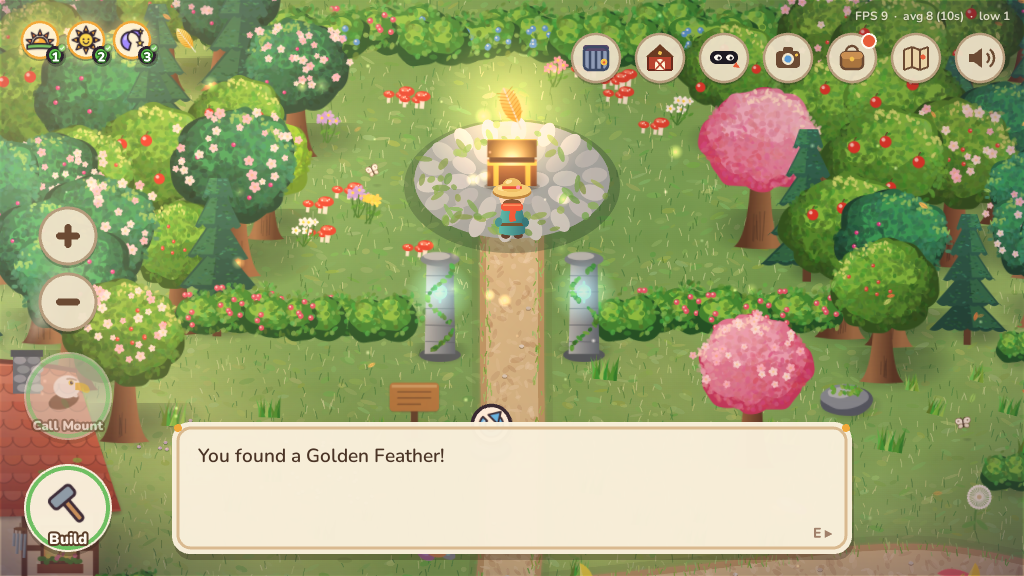 FPS 9 · avg 8 (10s) · low 1
1
2
3
Call Mount
Build
You found a Golden Feather!
E ▸